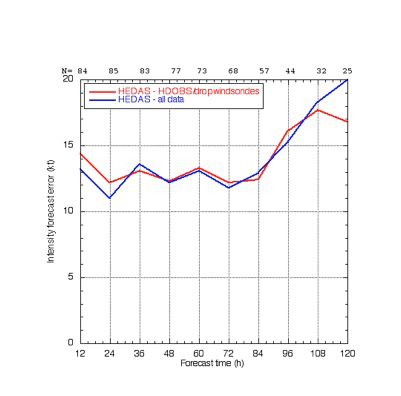 N= 84 85 83 77 73 68 57 44 32 25
20
HEDAS - HDOBS/dropwindsondes
HEDAS - all data
15
10
5
0
Intensity forecast error (kt)
12 24 36 48 60 72 84 96 108 120
Forecast time (h)